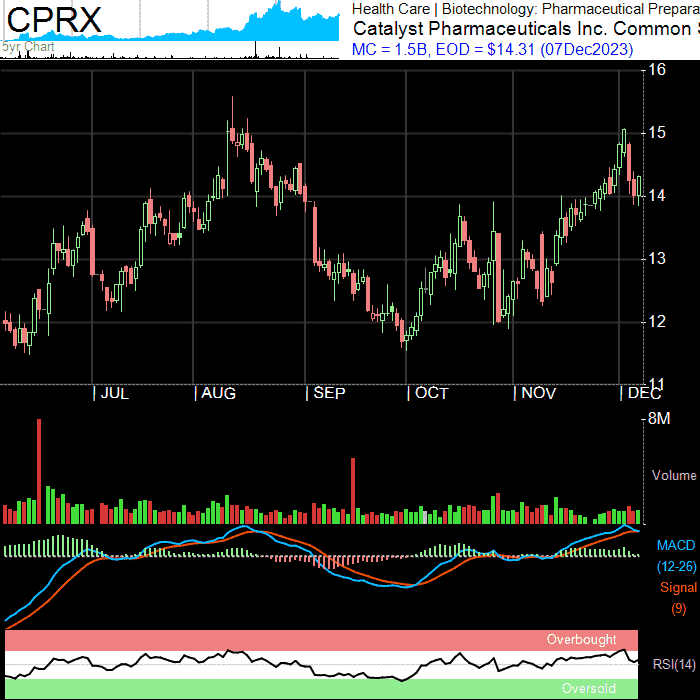 CPRX
5yr Chart
Health Care | Biotechnology: Pharmaceutical Prepara
Catalyst Pharmaceuticals Inc. Common S
MC = 1.5B, EOD = $14.31 (07Dec2023)
16
15
14
13
12
11
JUL AUG SEP OCT NOV DEC
8M
Volume
MACD
(12-26)
Signal
(9)
Overbought
RSI(14)
Oversold